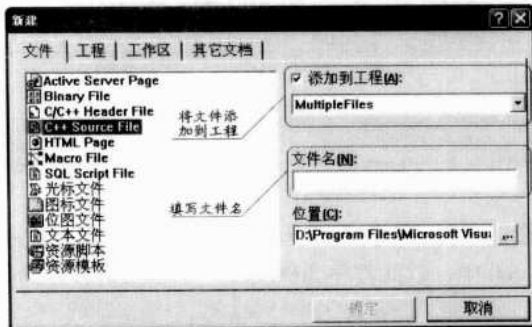 新建
文件 工程 工作区 其它文档
Active Server Page
Binary File
C/C++ Header File
C++ Source File
HTML Page
Macro File
SQL Script File
光标文件
图标文件
位图文件
文本文件
资源脚本
资源模板
将文件添
加到工程
填写文件名
添加到工程(A):
MultipleFiles
文件名(N):
位置(C):
D:\Program Files\Microsoft Visu
...
确定
取消